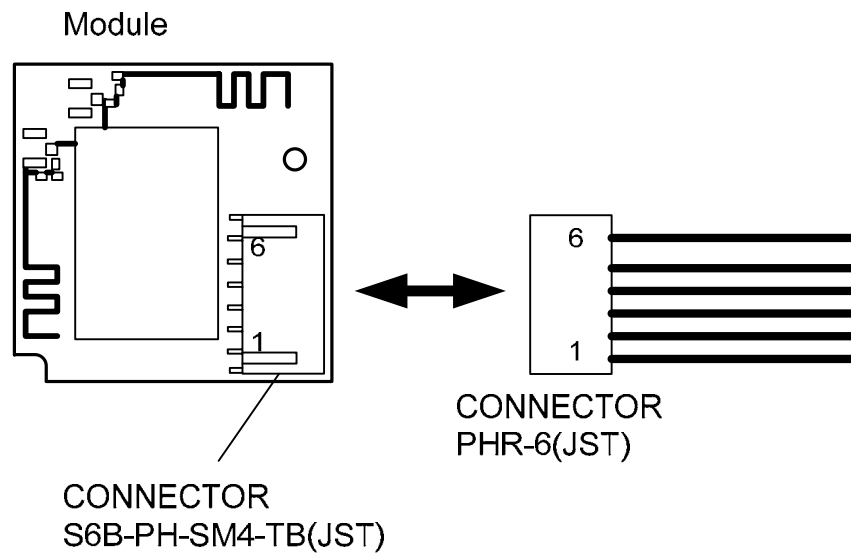 Module
6
1
6
1
CONNECTOR
PHR-6(JST)
CONNECTOR
S6B-PH-SM4-TB(JST)